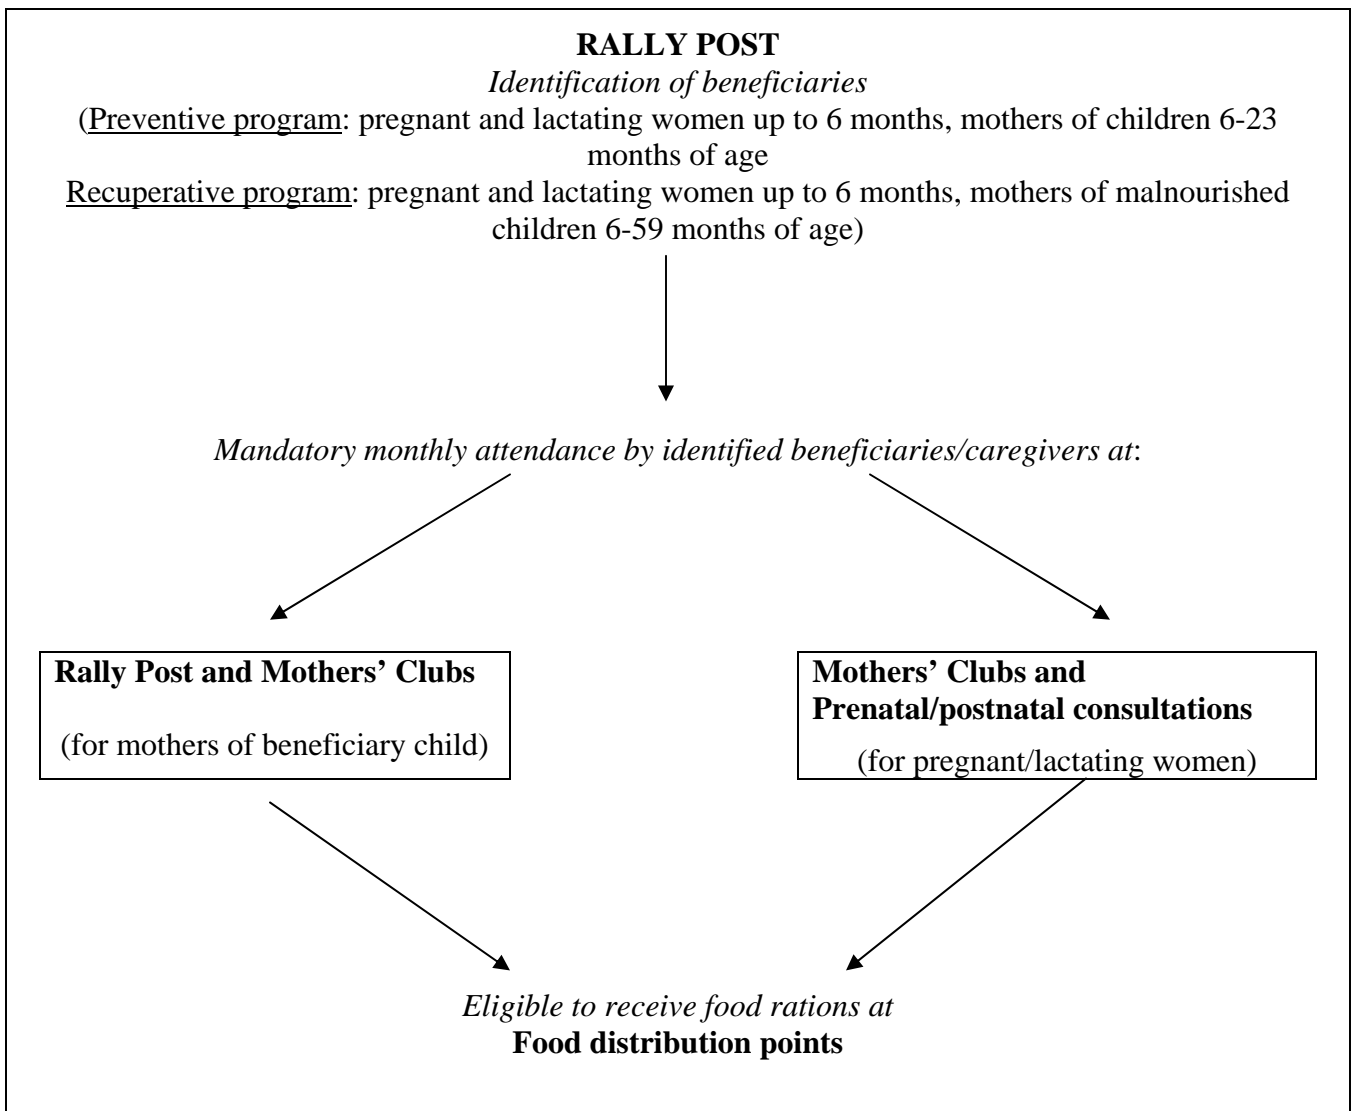 RALLY POST
Identification of beneficiaries
(Preventive program: pregnant and lactating women up to 6 months, mothers of children 6-23
months of age
Recuperative program: pregnant and lactating women up to 6 months, mothers of malnourished
children 6-59 months of age)
Mandatory monthly attendance by identified beneficiaries/caregivers at:
Rally Post and Mothers’ Clubs
(for mothers of beneficiary child)
Mothers’ Clubs and
Prenatal/postnatal consultations
(for pregnant/lactating women)
Eligible to receive food rations at
Food distribution points